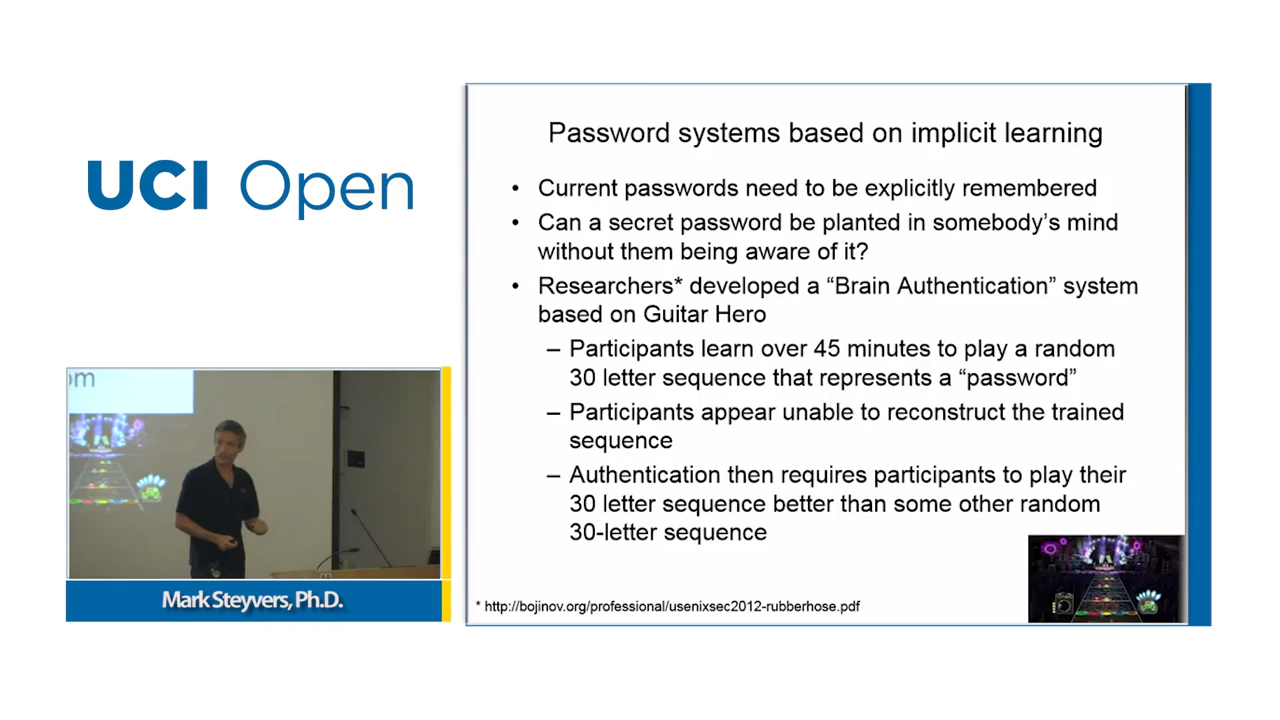 UCI Open
Password systems based on implicit learning
• Current passwords need to be explicitly remembered
• Can a secret password be planted in somebody's mind
without them being aware of it?
• Researchers* developed a “Brain Authentication” system
based on Guitar Hero
– Participants learn over 45 minutes to play a random
30 letter sequence that represents a “password”
– Participants appear unable to reconstruct the trained
sequence
– Authentication then requires participants to play their
30 letter sequence better than some other random
30-letter sequence
* http://bojinov.org/professional/usenixsec2012-rubberhose.pdf
om
Mark Steyvers, Ph.D.